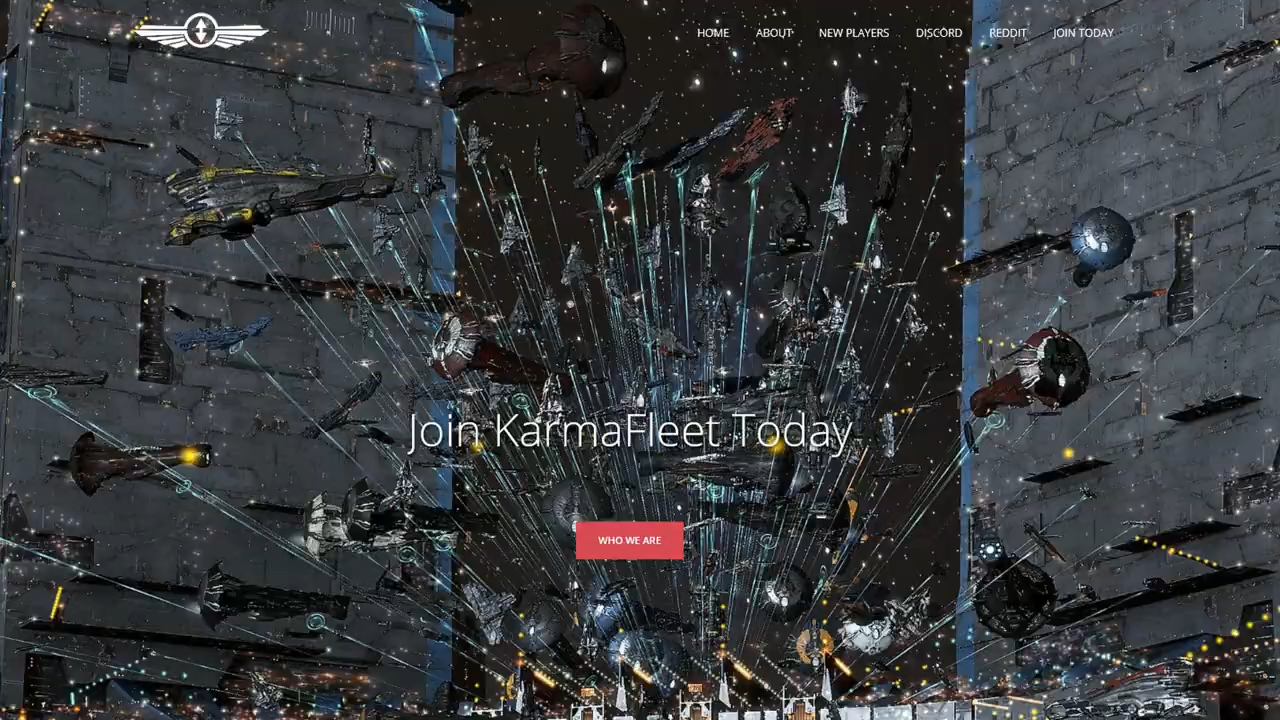 HOME
ABOUT
NEW PLAYERS
DISCORD
REDDIT
JOIN TODAY
Join KarmaFleet Today
WHO WE ARE